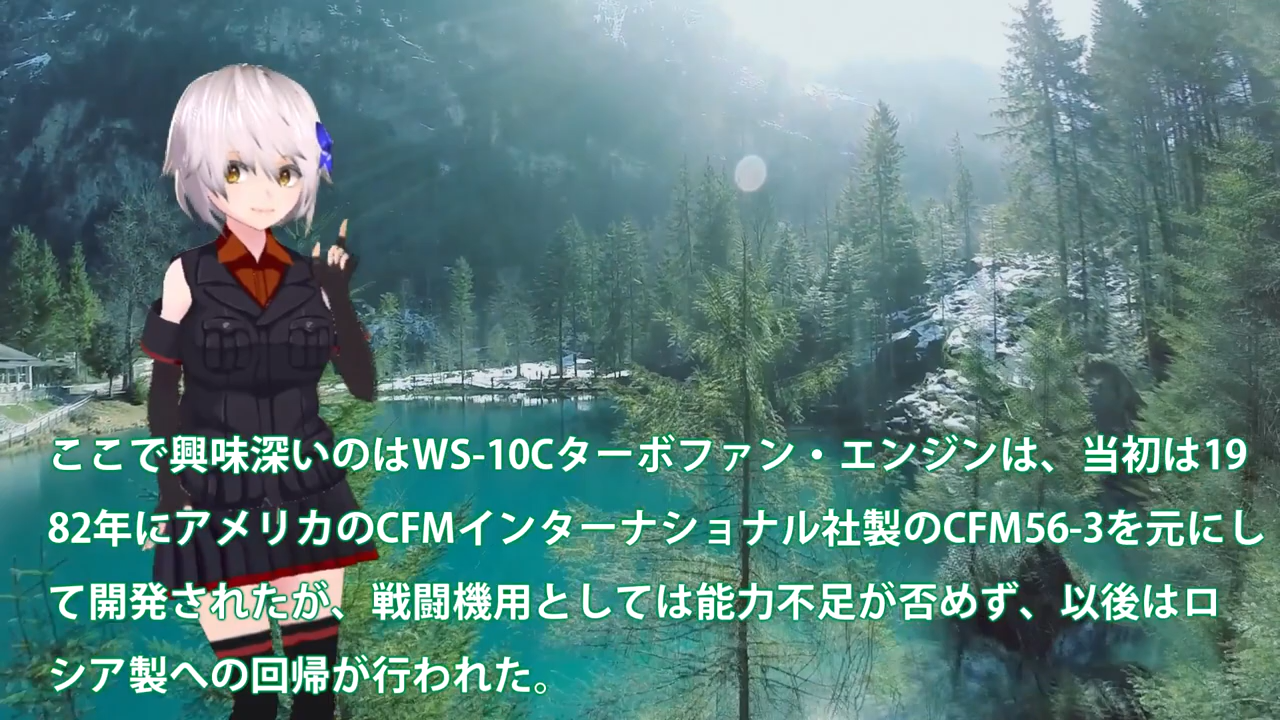 ここで興味深いのはWS-10Cターボファン・エンジンは、当初は19
82年にアメリカのCFMインターナショナル社製のCFM56-3を元にし
て開発されたが、戦闘機用としては能力不足が否めず、以後はロ
シア製への回帰が行われた。